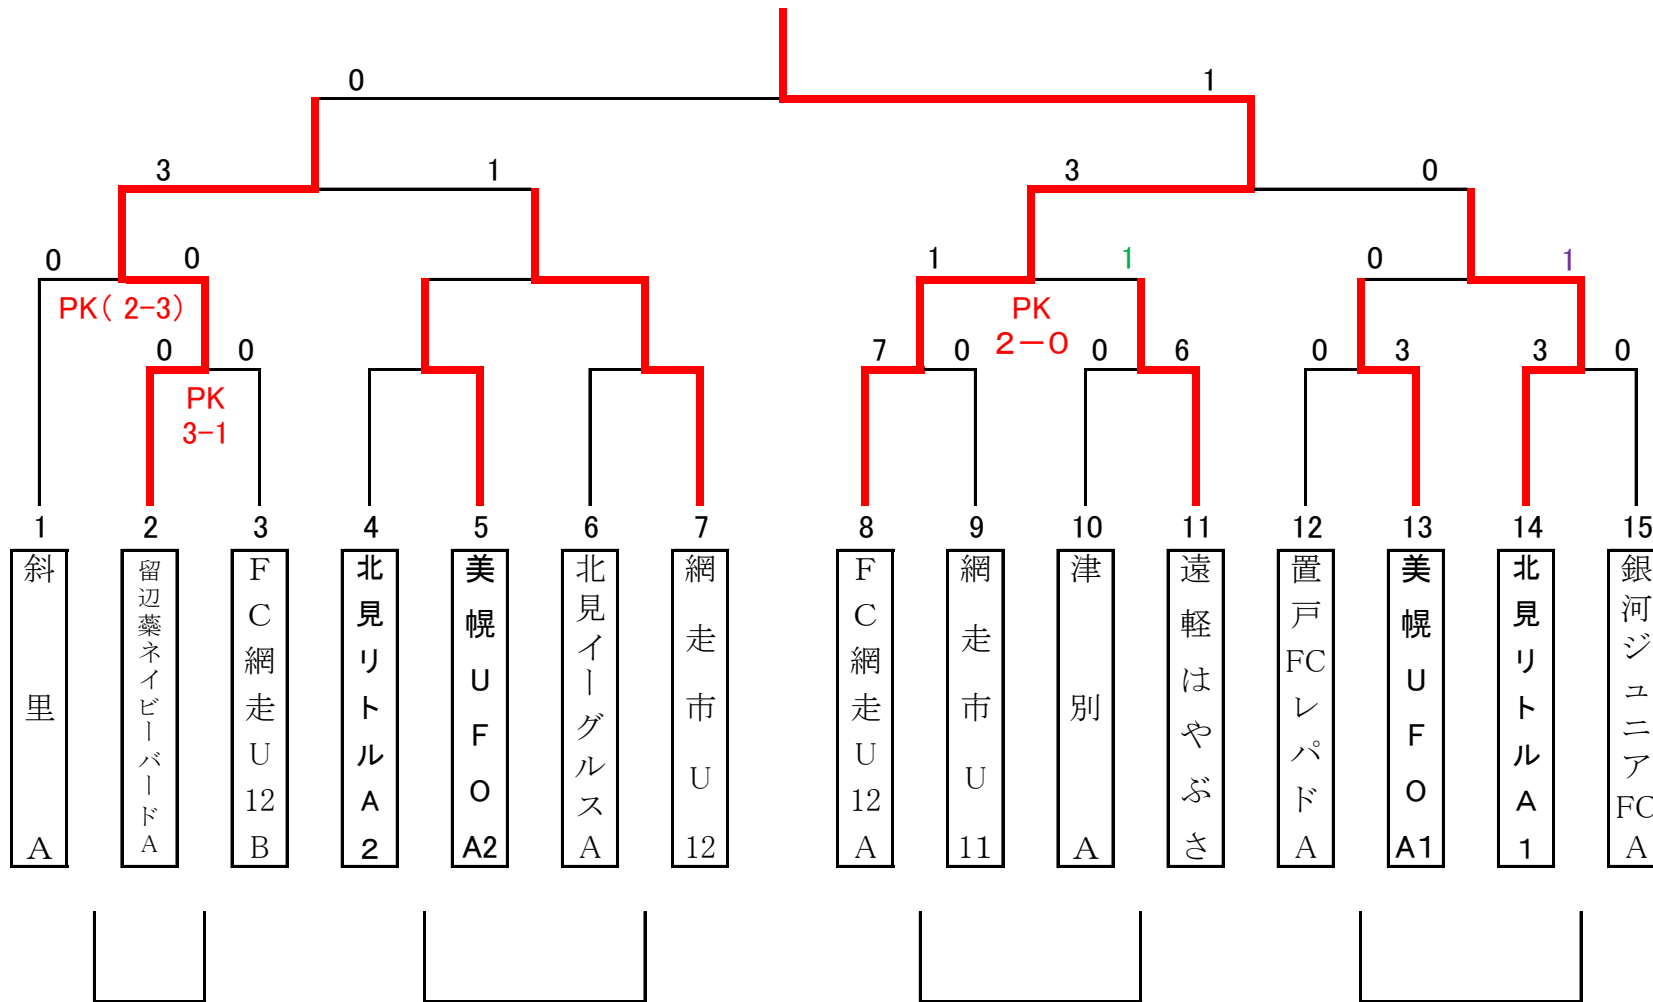 0 1
3 1 3 0
0 0 1 1 0 1
PK( 2-3) PK
2-0
0 0 7 0 0 6 0 3 3 0
PK
3-1
1 2 3 4 5 6 7 8 9 10 11 12 13 14 15
斜里A
留辺蘂ネイビーバードA
FC網走U12B
北見リトルA2
美幌UFOA2
北見イーグルスA
網走市U12
FC網走U12A
網走市U11
津別A
遠軽はやぶさ
置戸FCレパドA
美幌UFOA1
北見リトルA1
銀河ジュニアFCA